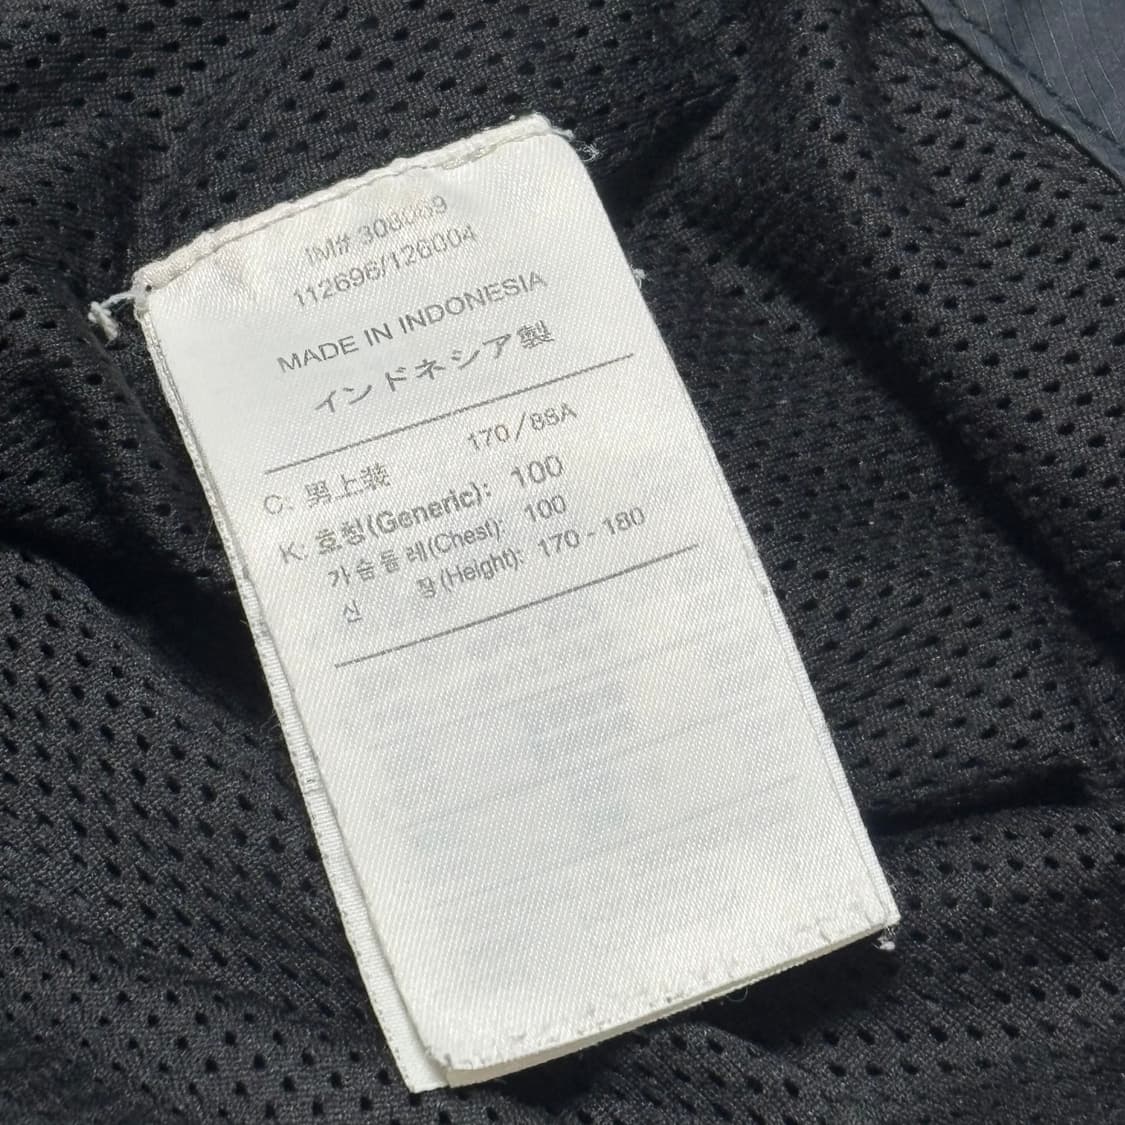 IM# 308069
112696/126004
MADE IN INDONESIA
インドネシア製
C: 男上装 170/88A
K: 호칭(Generic): 100
가슴둘레(Chest): 100
신 장(Height): 170 - 180